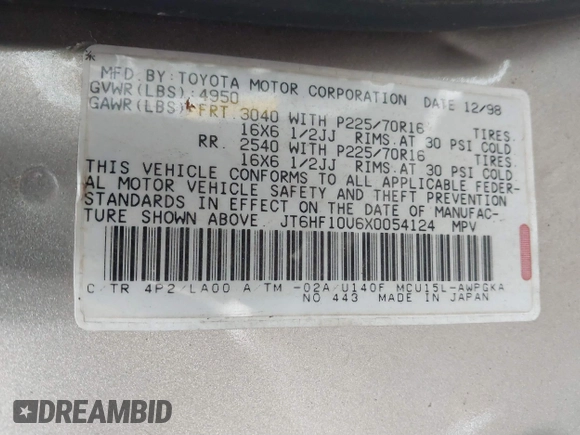 MFD. BY: TOYOTA MOTOR CORPORATION DATE 12/98
GVWR(LBS):4950
GAWR(LBS) FRT. 3040 WITH P225/70R16 TIRES.
16X6 1/2JJ RIMS.AT 30 PSI COLD
RR. 2540 WITH P225/70R16 TIRES.
16X6 1/2JJ RIMS.AT 30 PSI COLD
THIS VEHICLE CONFORMS TO ALL APPLICABLE FEDER-
AL MOTOR VEHICLE SAFETY AND THEFT PREVENTION
STANDARDS IN EFFECT ON THE DATE OF MANUFAC-
TURE SHOWN ABOVE. JT6HF10U6X0054124 MPV
C/TR 4P2/LA00 A/TM -02A/U140F MCU15L-AWPGKA
NO 443 MADE IN JAPAN
DREAMBID